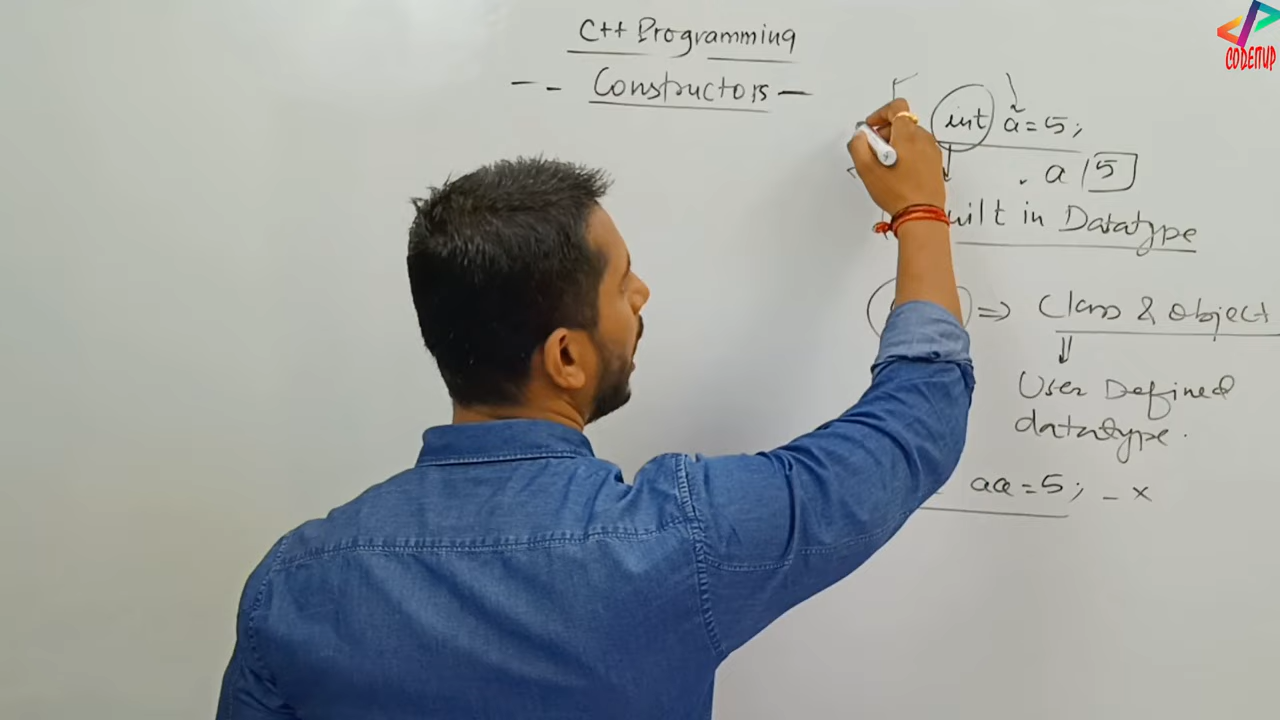 C++ Programming
-- Constructors -
int a=5;
a 5
uilt in Datatype
=> Class & Object
User Defined
datatype.
aa=5; - x
CODEITUP